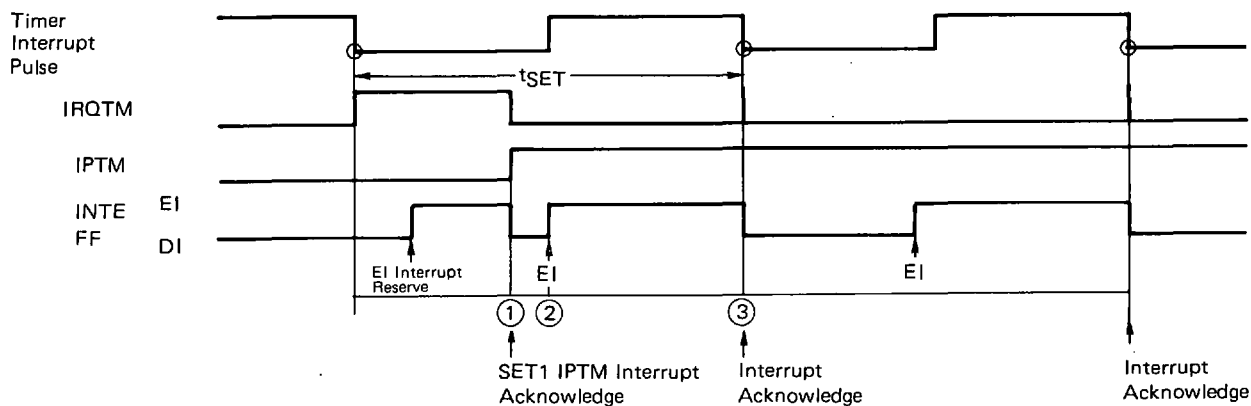 Timer
Interrupt
Pulse
tSET
IRQTM
IPTM
INTE EI
FF DI
EI Interrupt
Reserve
EI
EI
① ② ③
SET1 IPTM Interrupt
Acknowledge
Interrupt
Acknowledge
Interrupt
Acknowledge